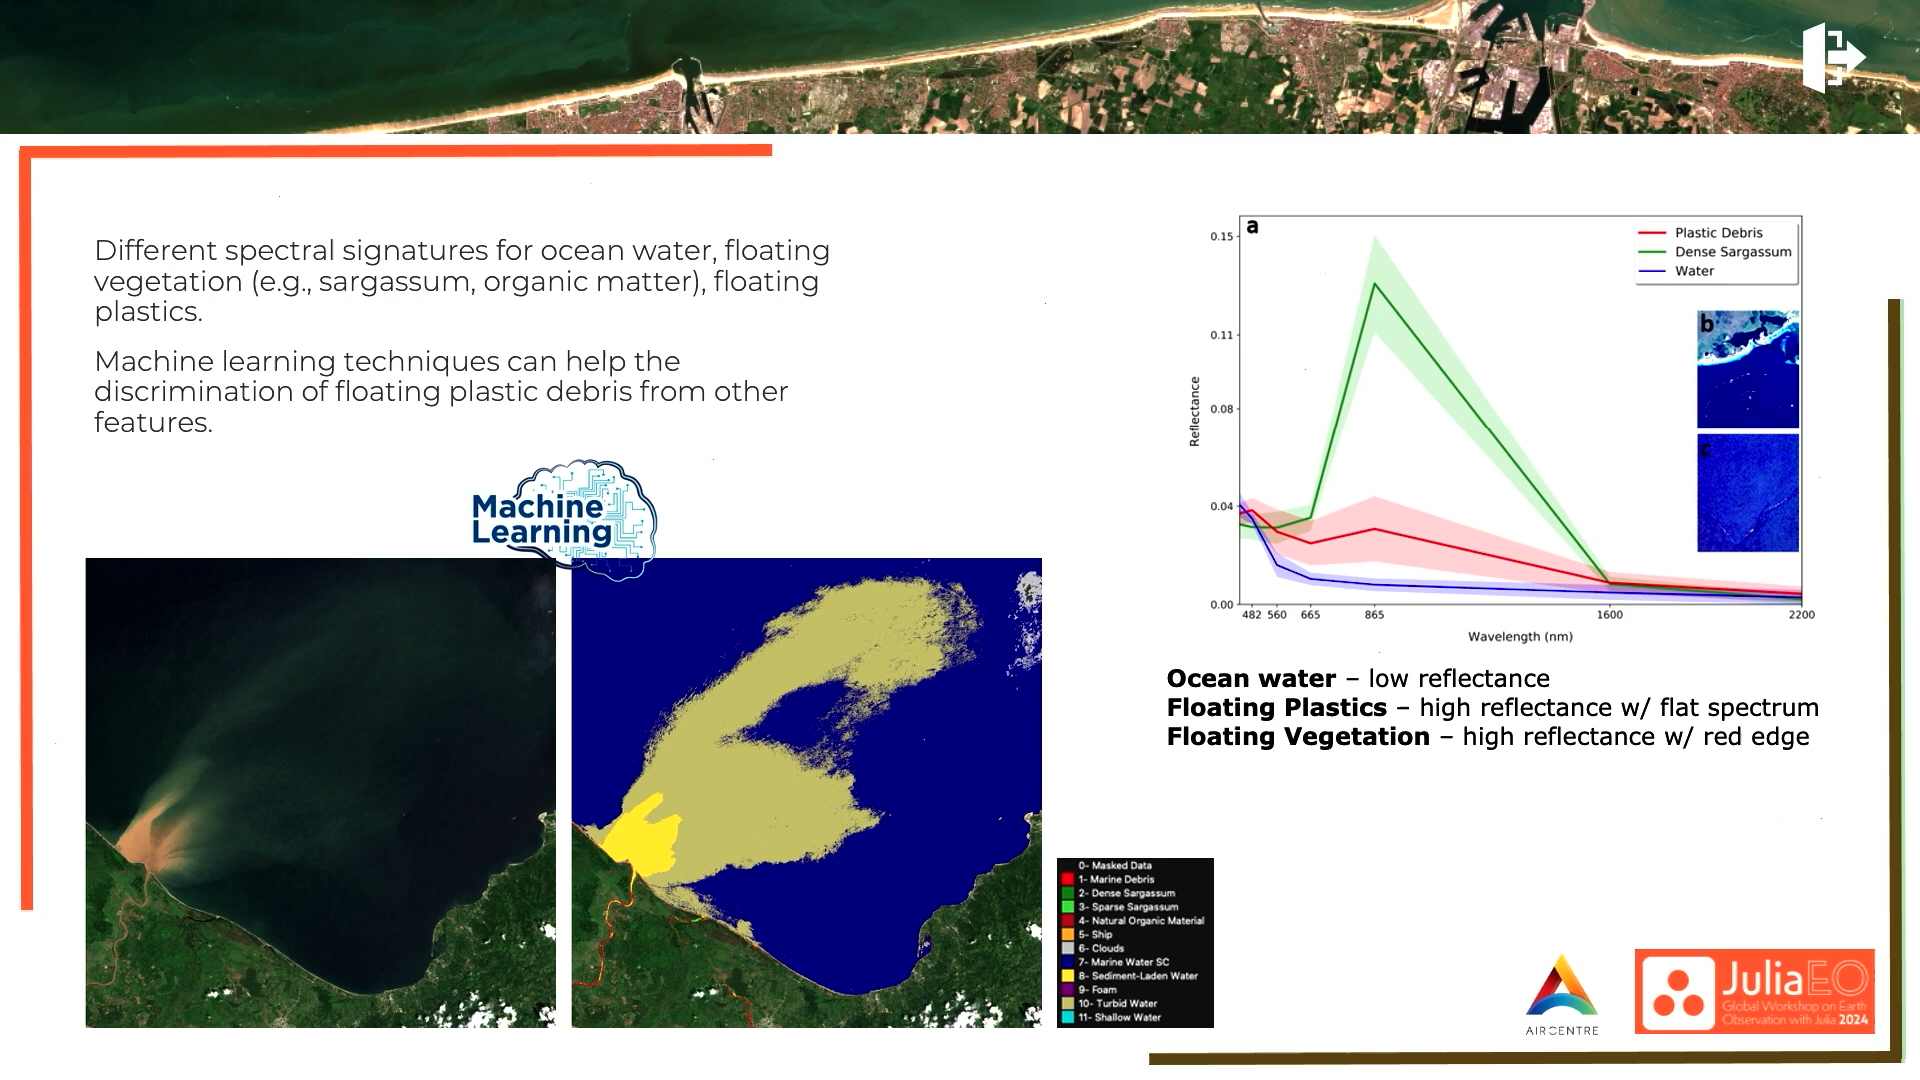 Different spectral signatures for ocean water, floating
vegetation (e.g., sargassum, organic matter), floating
plastics.
Machine learning techniques can help the
discrimination of floating plastic debris from other
features.
Machine
Learning
a
Plastic Debris
Dense Sargassum
Water
b
c
0.15
0.11
0.08
0.04
0.00
Reflectance
482 560 665 865 1600 2200
Wavelength (nm)
Ocean water – low reflectance
Floating Plastics – high reflectance w/ flat spectrum
Floating Vegetation – high reflectance w/ red edge
0- Masked Data
1- Marine Debris
2- Dense Sargassum
3- Sparse Sargassum
4- Natural Organic Material
5- Ship
6- Clouds
7- Marine Water SC
8- Sediment-Laden Water
9- Foam
10- Turbid Water
11- Shallow Water
AIR CENTRE
JuliaEO
Global Workshop on Earth
Observation with Julia 2024